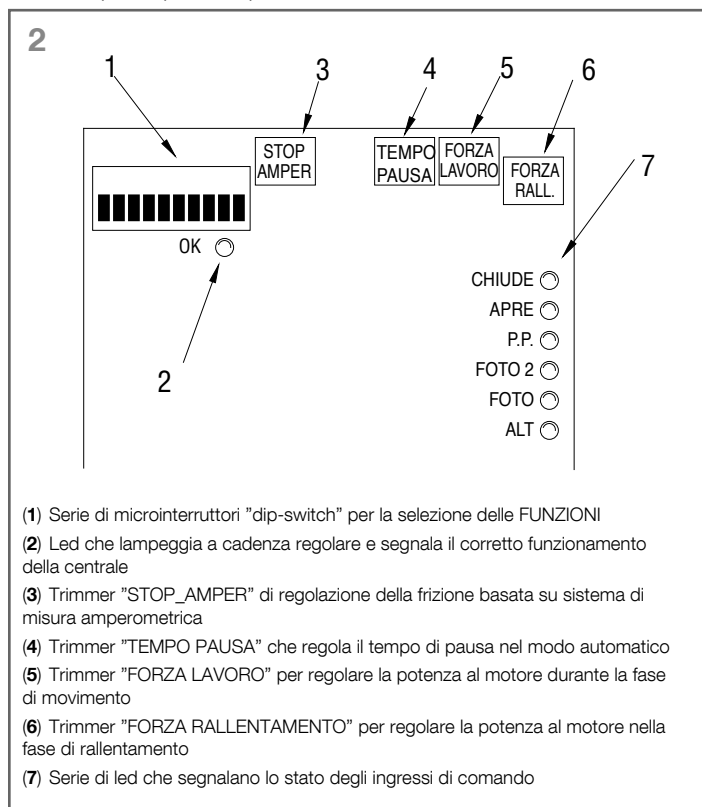 2
1
3
4
5
6
STOP
AMPER
TEMPO
PAUSA
FORZA
LAVORO
FORZA
RALL.
7
OK
2
CHIUDE
APRE
P.P.
FOTO 2
FOTO
ALT
(1) Serie di microinterruttori "dip-switch" per la selezione delle FUNZIONI
(2) Led che lampeggia a cadenza regolare e segnala il corretto funzionamento
della centrale
(3) Trimmer "STOP_AMPER" di regolazione della frizione basata su sistema di
misura amperometrica
(4) Trimmer "TEMPO PAUSA" che regola il tempo di pausa nel modo automatico
(5) Trimmer "FORZA LAVORO" per regolare la potenza al motore durante la fase
di movimento
(6) Trimmer "FORZA RALLENTAMENTO" per regolare la potenza al motore nella
fase di rallentamento
(7) Serie di led che segnalano lo stato degli ingressi di comando